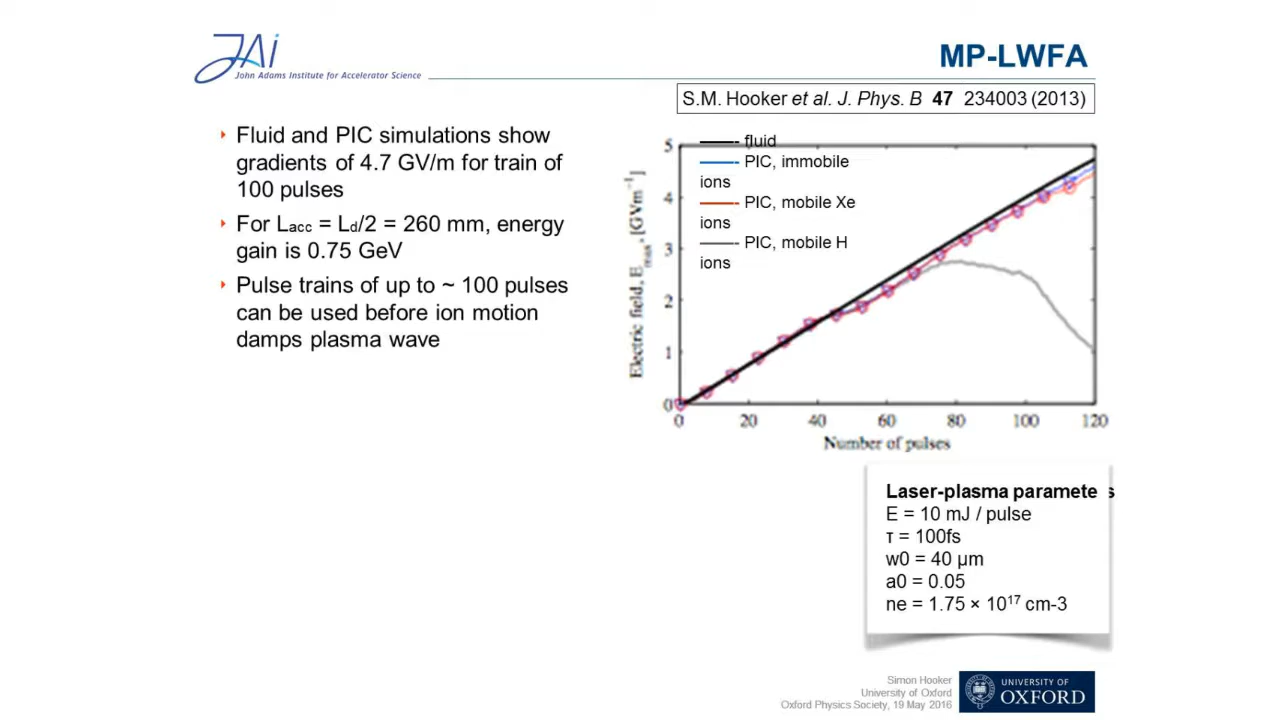 JAi
John Adams Institute for Accelerator Science
MP-LWFA
S.M. Hooker et al. J. Phys. B 47 234003 (2013)
Fluid and PIC simulations show
gradients of 4.7 GV/m for train of
100 pulses
For Lacc = Ld/2 = 260 mm, energy
gain is 0.75 GeV
Pulse trains of up to ~ 100 pulses
can be used before ion motion
damps plasma wave
fluid
PIC, immobile
ions
PIC, mobile Xe
ions
PIC, mobile H
ions
Electric field, Emax, [GVm⁻¹]
5
4
3
2
1
0
0 20 40 60 80 100 120
Number of pulses
Laser-plasma paramete s
E = 10 mJ / pulse
τ = 100fs
w0 = 40 μm
a0 = 0.05
ne = 1.75 × 10¹⁷ cm-3
Simon Hooker
University of Oxford
Oxford Physics Society, 19 May 2016
UNIVERSITY OF
OXFORD